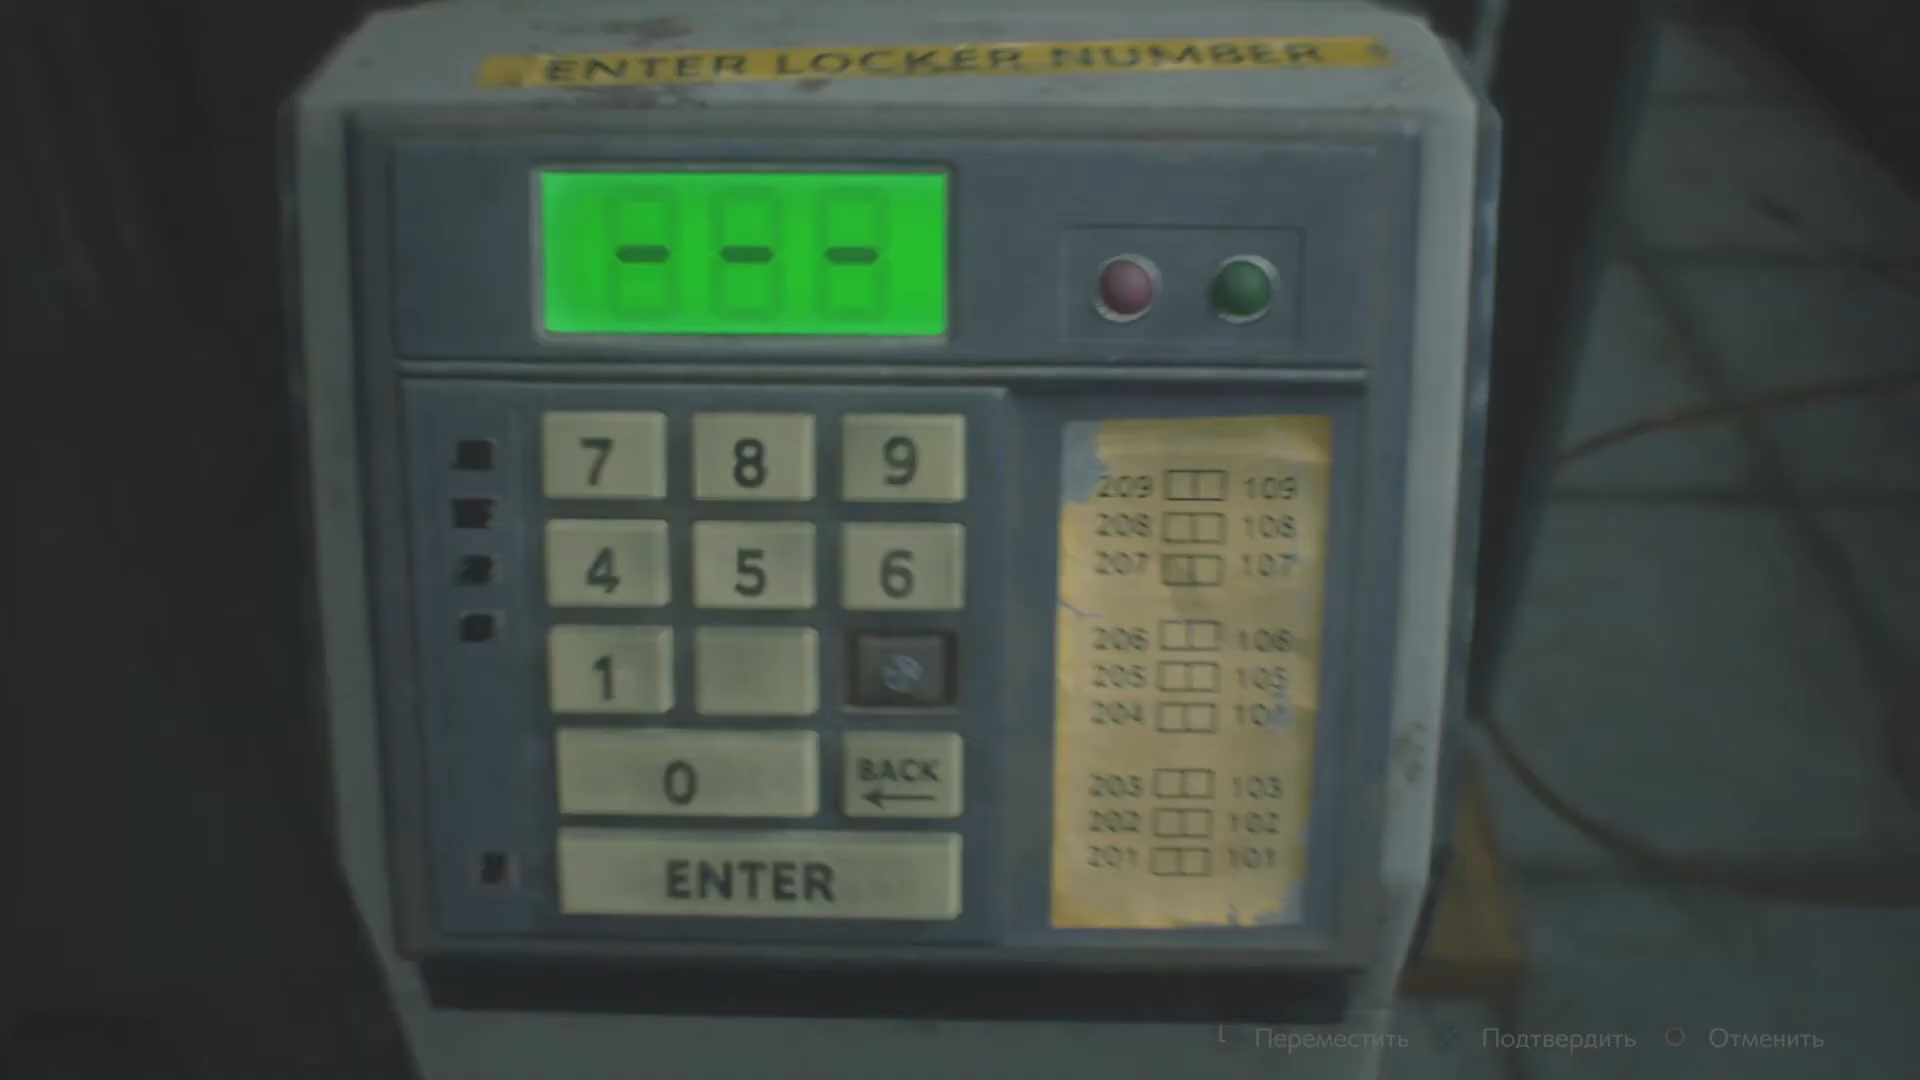 ENTER LOCKER NUMBER
- - -
7 8 9
4 5 6
1
0 BACK
ENTER
209 109
208 108
207 107
206 106
205 105
204 104
203 103
202 102
201 101
Переместить Подтвердить Отменить